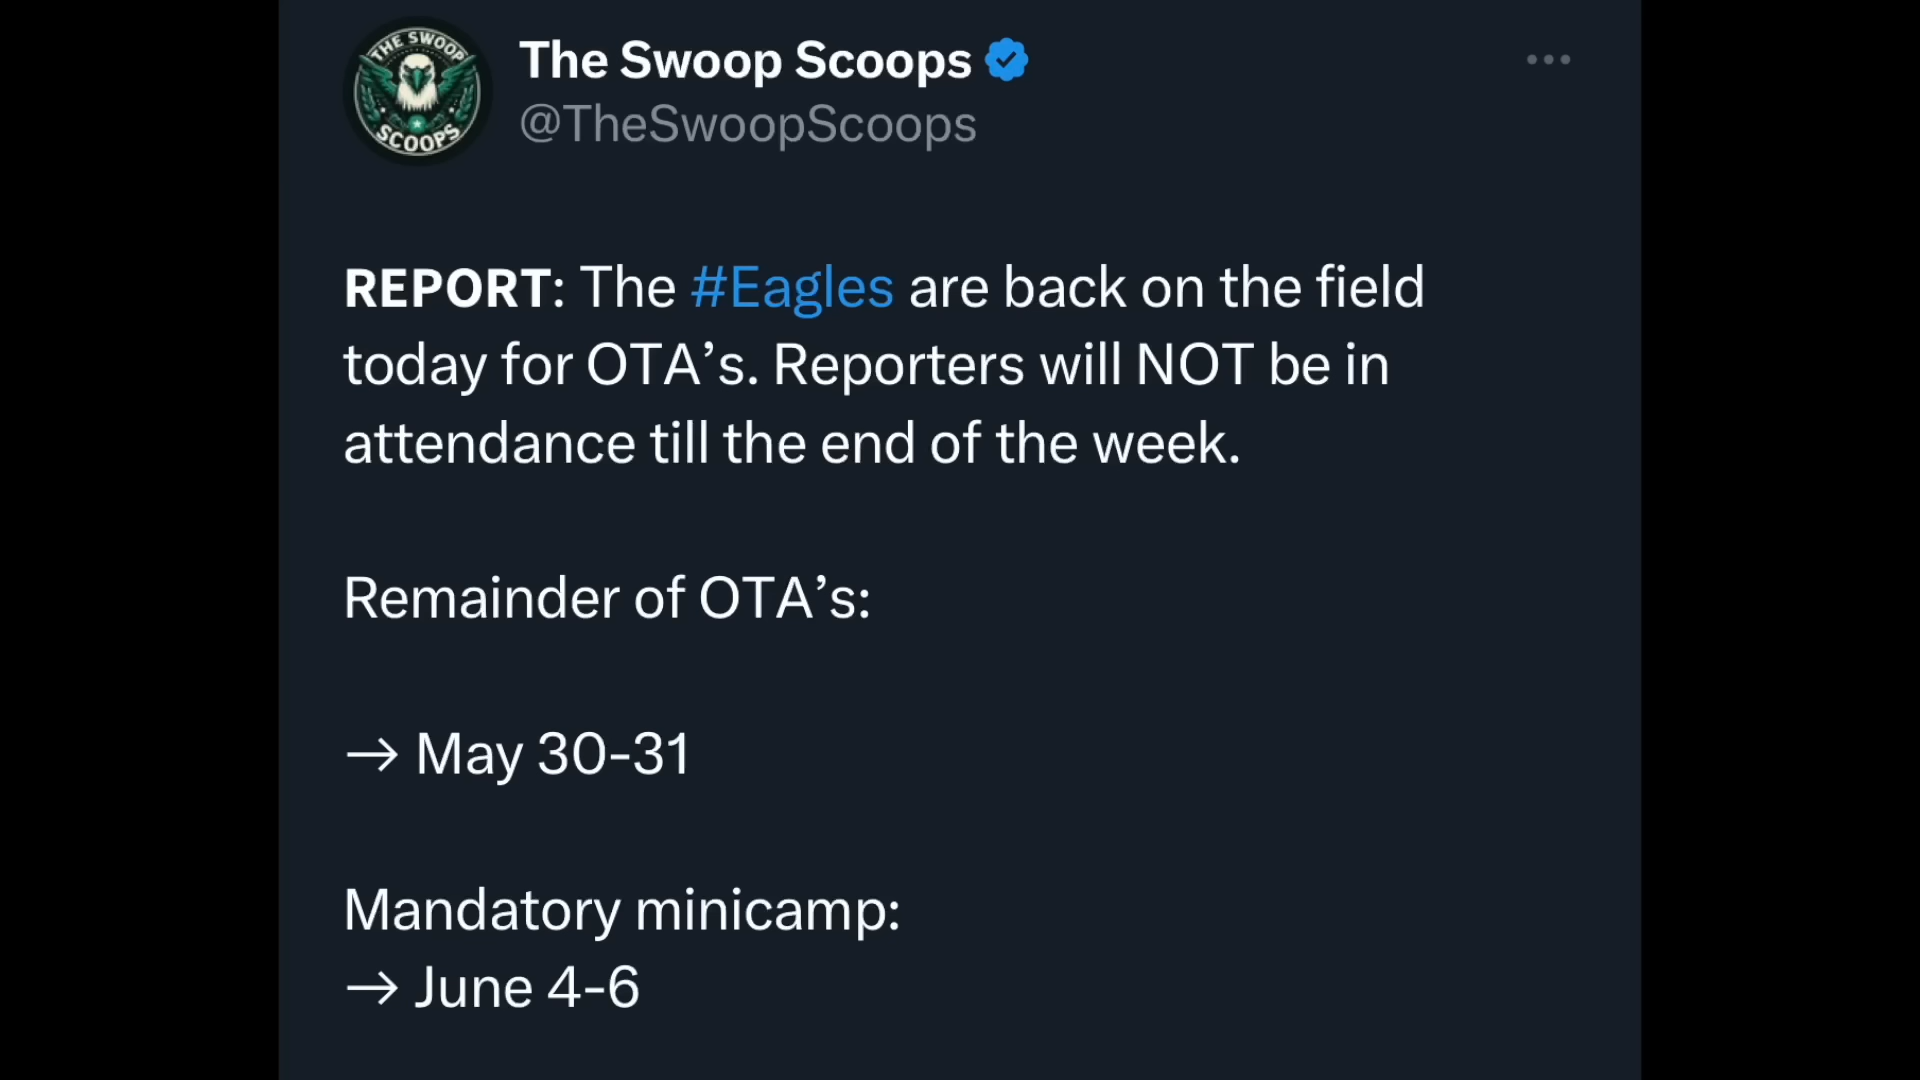 THE SWOOP
SCOOPS
The Swoop Scoops
@TheSwoopScoops
REPORT: The #Eagles are back on the field
today for OTA’s. Reporters will NOT be in
attendance till the end of the week.
Remainder of OTA’s:
→ May 30-31
Mandatory minicamp:
→ June 4-6